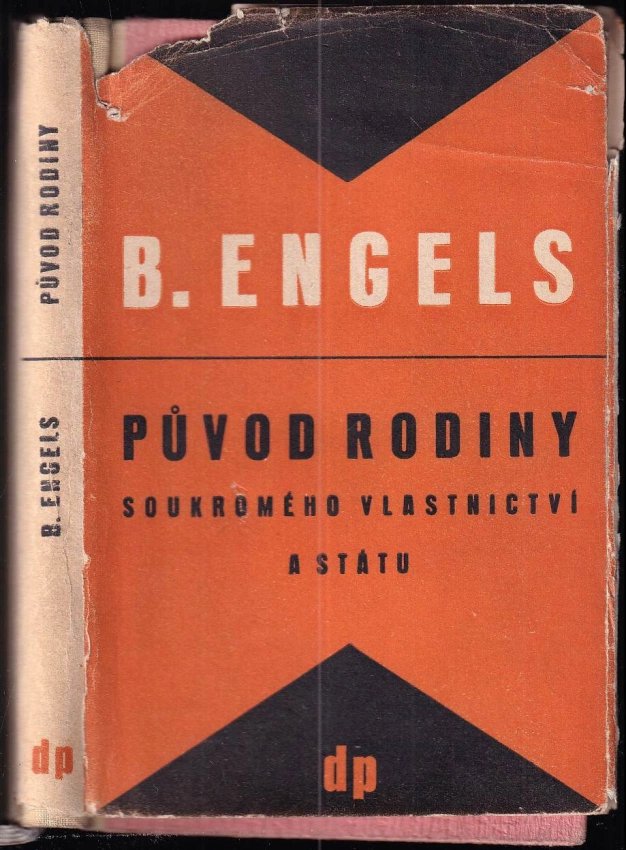 PŮVOD RODINY
B. ENGELS
dp
B. ENGELS
PŮVOD RODINY
SOUKROMÉHO VLASTNICTVÍ
A STÁTU
dp